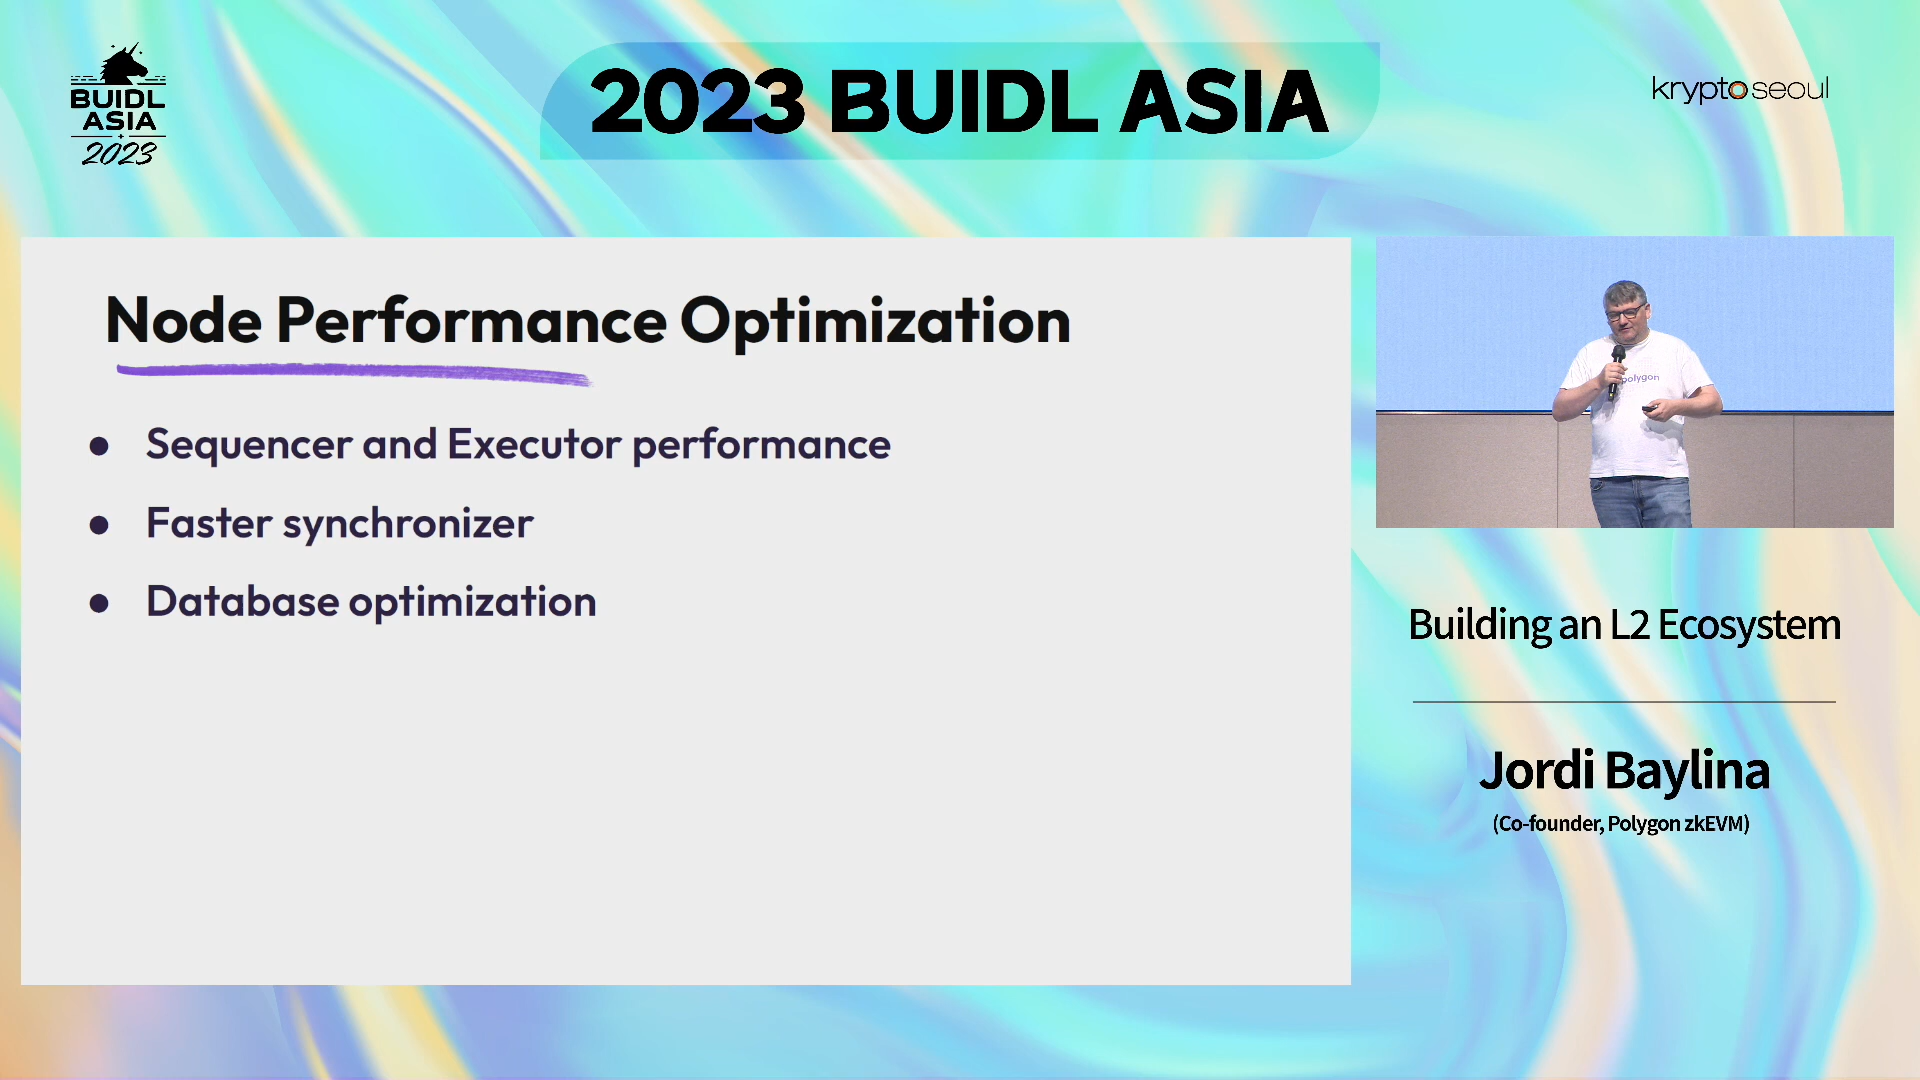 BUIDL
ASIA
2023
2023 BUIDL ASIA
kryptoseoul
Node Performance Optimization
● Sequencer and Executor performance
● Faster synchronizer
● Database optimization
polygon
Building an L2 Ecosystem
Jordi Baylina
(Co-founder, Polygon zkEVM)